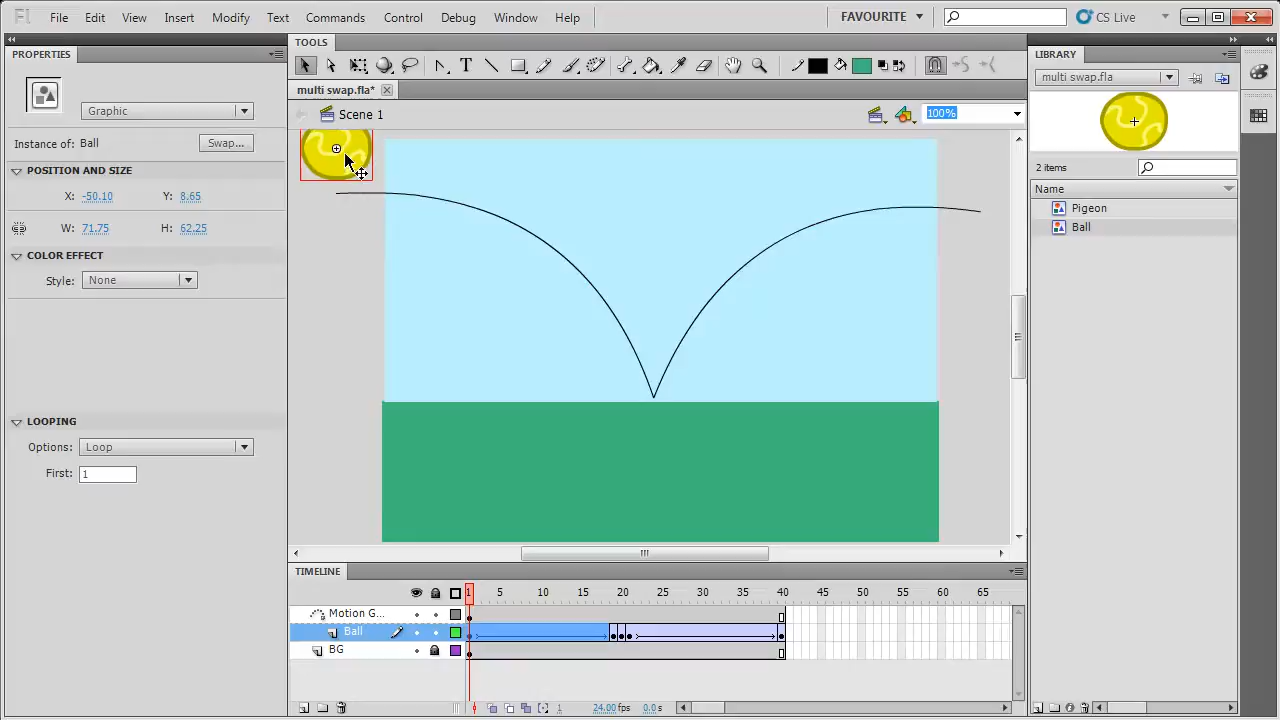 Fl File Edit View Insert Modify Text Commands Control Debug Window Help FAVOURITE CS Live
PROPERTIES
TOOLS
LIBRARY
multi swap.fla*
multi swap.fla
Graphic
Scene 1
100%
Instance of: Ball Swap...
POSITION AND SIZE
X: -50.10 Y: 8.65
W: 71.75 H: 62.25
COLOR EFFECT
Style: None
2 items
Name
Pigeon
Ball
LOOPING
Options: Loop
First: 1
TIMELINE
1 5 10 15 20 25 30 35 40 45 50 55 60 65
Motion G...
Ball
BG
1 24.00 fps 0.0 s